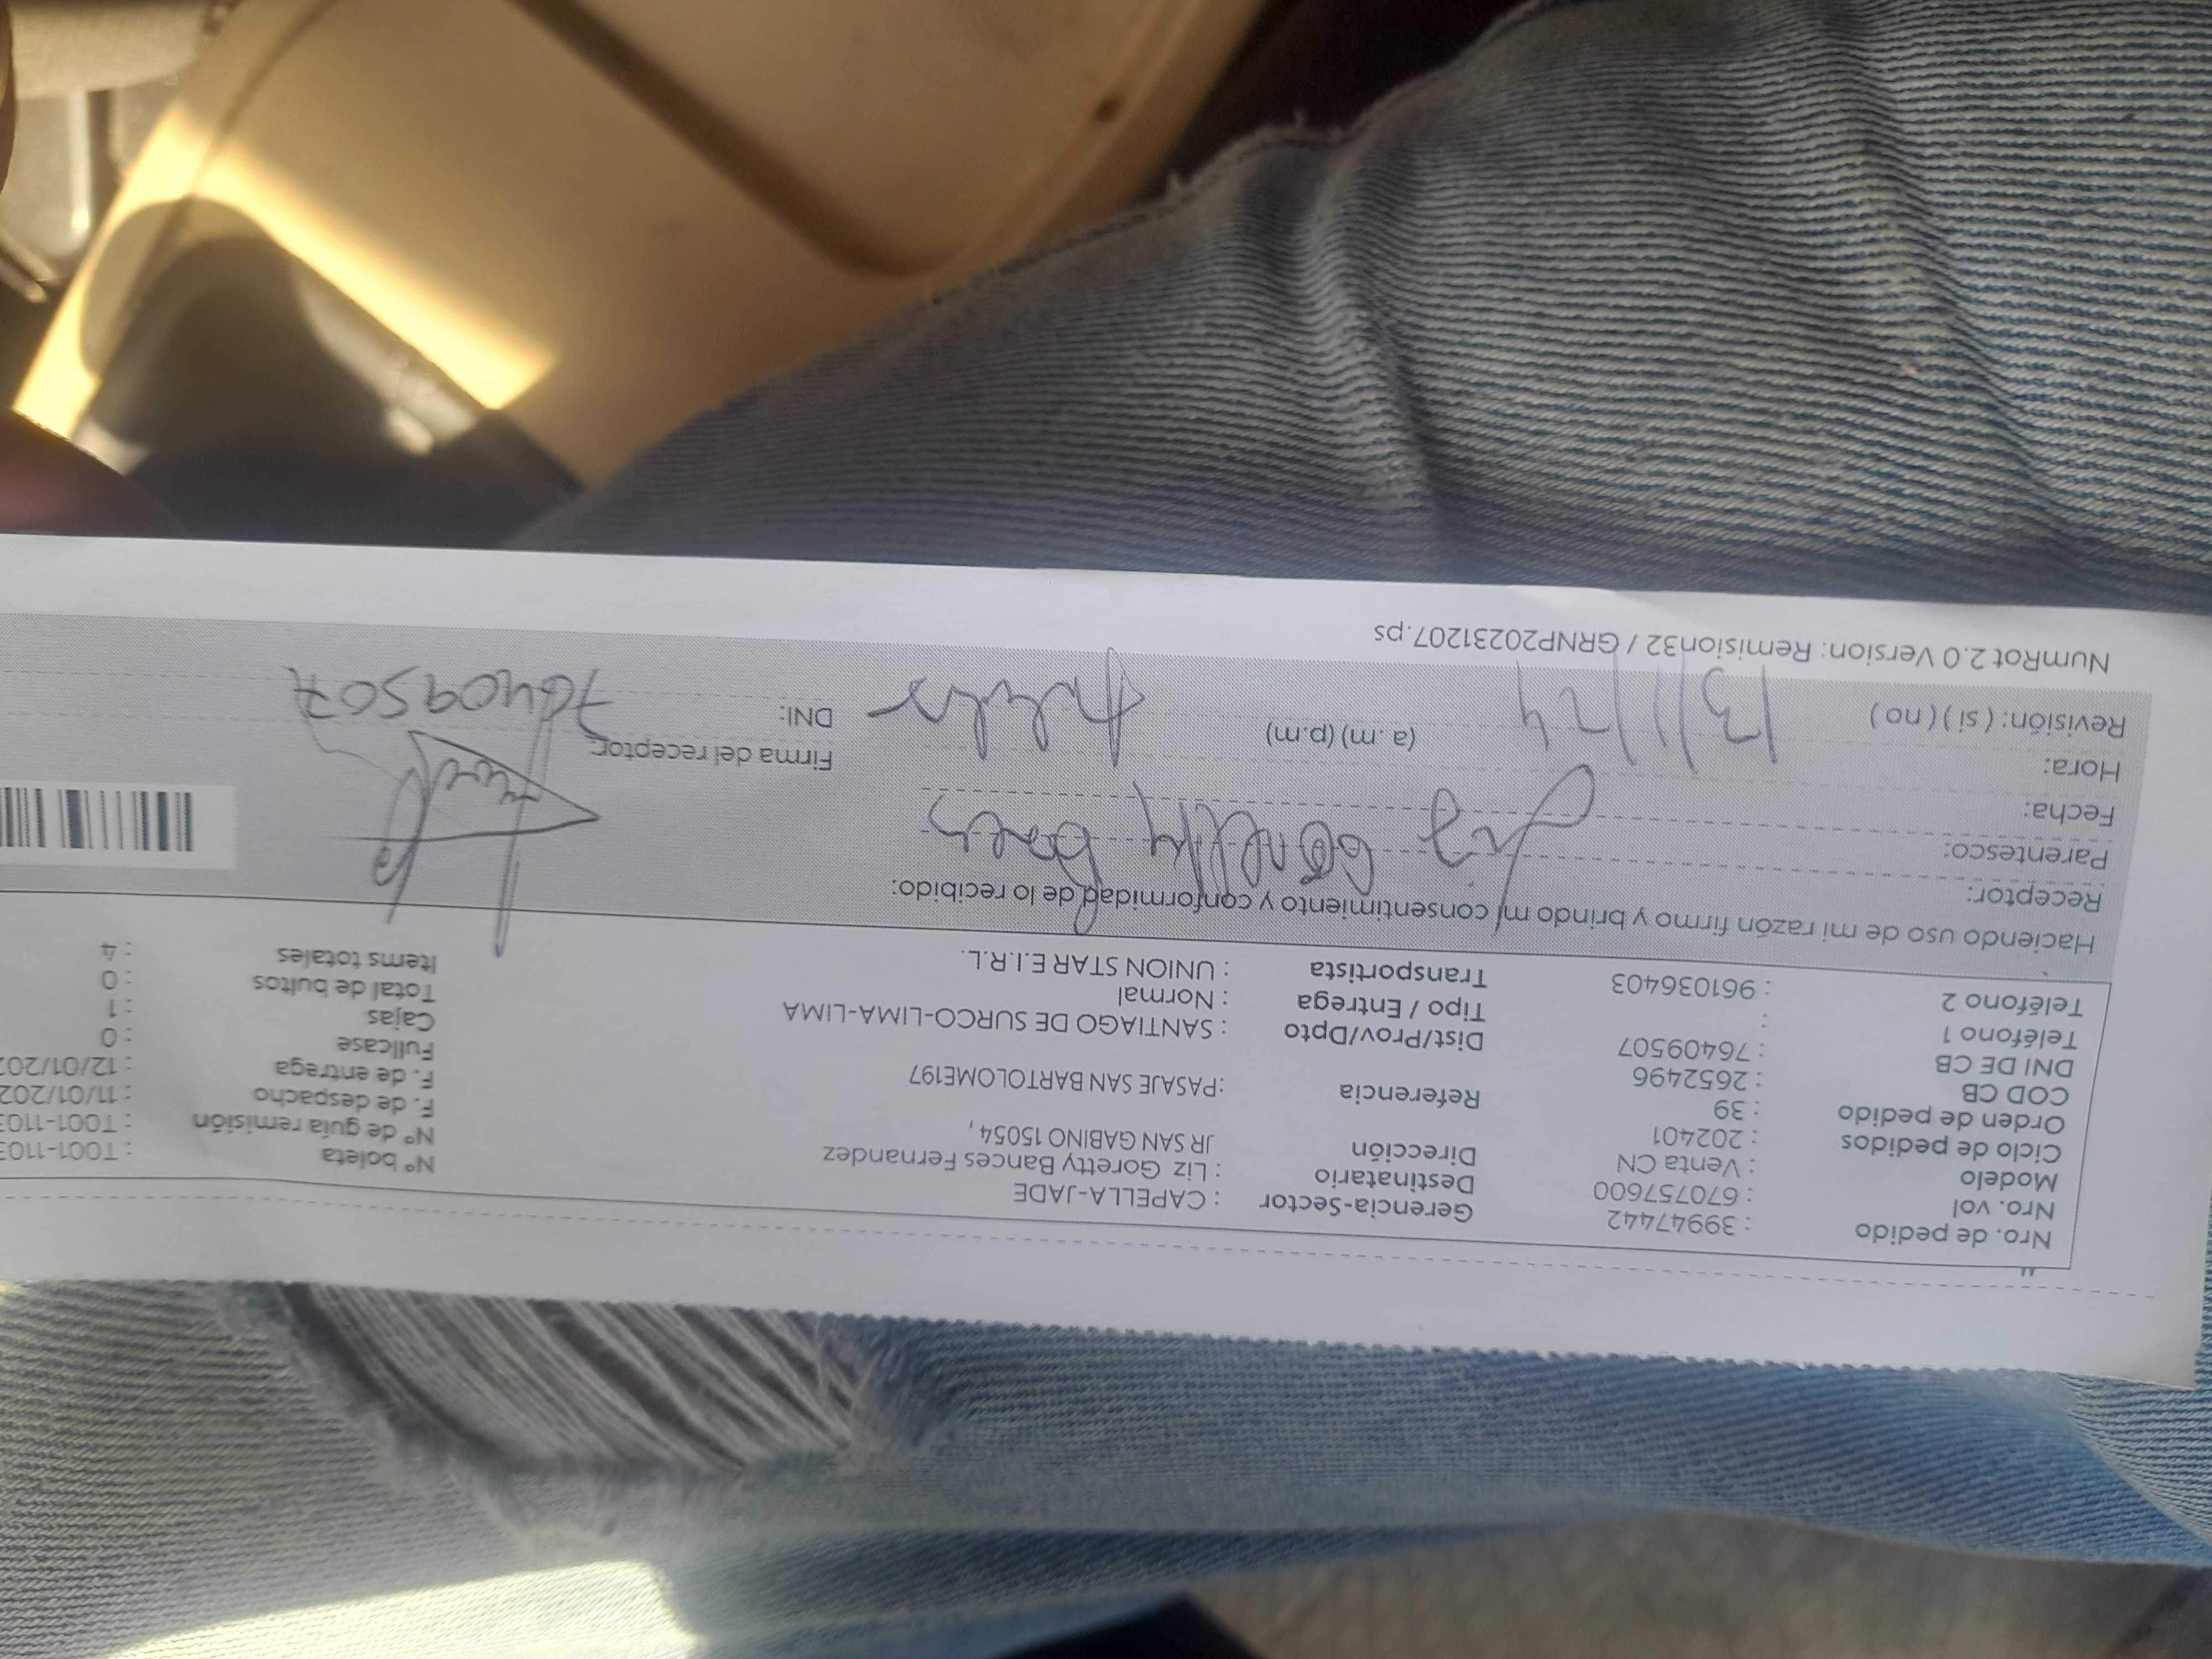 Nro. de pedido : 39947442 Gerencia-Sector : CAPELLA-JADE Nº boleta : T001-1103
Nro. vol : 670757600 Destinatario : Liz Goretty Bances Fernandez Nº de guía remisión : T001-1103
Modelo : Venta CN Dirección JR SAN GABINO 15054 , F. de despacho : 11/01/202
Ciclo de pedidos : 202401 Referencia :PASAJE SAN BARTOLOME197 F. de entrega : 12/01/202
Orden de pedido : 39 Dist/Prov/Dpto : SANTIAGO DE SURCO-LIMA-LIMA Fullcase : 0
COD CB : 2652496 Tipo / Entrega : Normal Cajas : 1
DNI DE CB : 76409507 Transportista : UNION STAR E.I.R.L. Total de bultos : 0
Teléfono 1 : Items totales : 4
Teléfono 2 : 961036403
Haciendo uso de mi razón firmo y brindo mi consentimiento y conformidad de lo recibido:
Receptor: Liz Goretty
Parentesco:
Fecha: Firma del receptor:
Hora: 13/1/24 (a. m) (p.m) DNI: 76409507
Revisión: ( si ) ( no )
NumRot 2.0 Version: Remision32 / GRNP20231207.ps